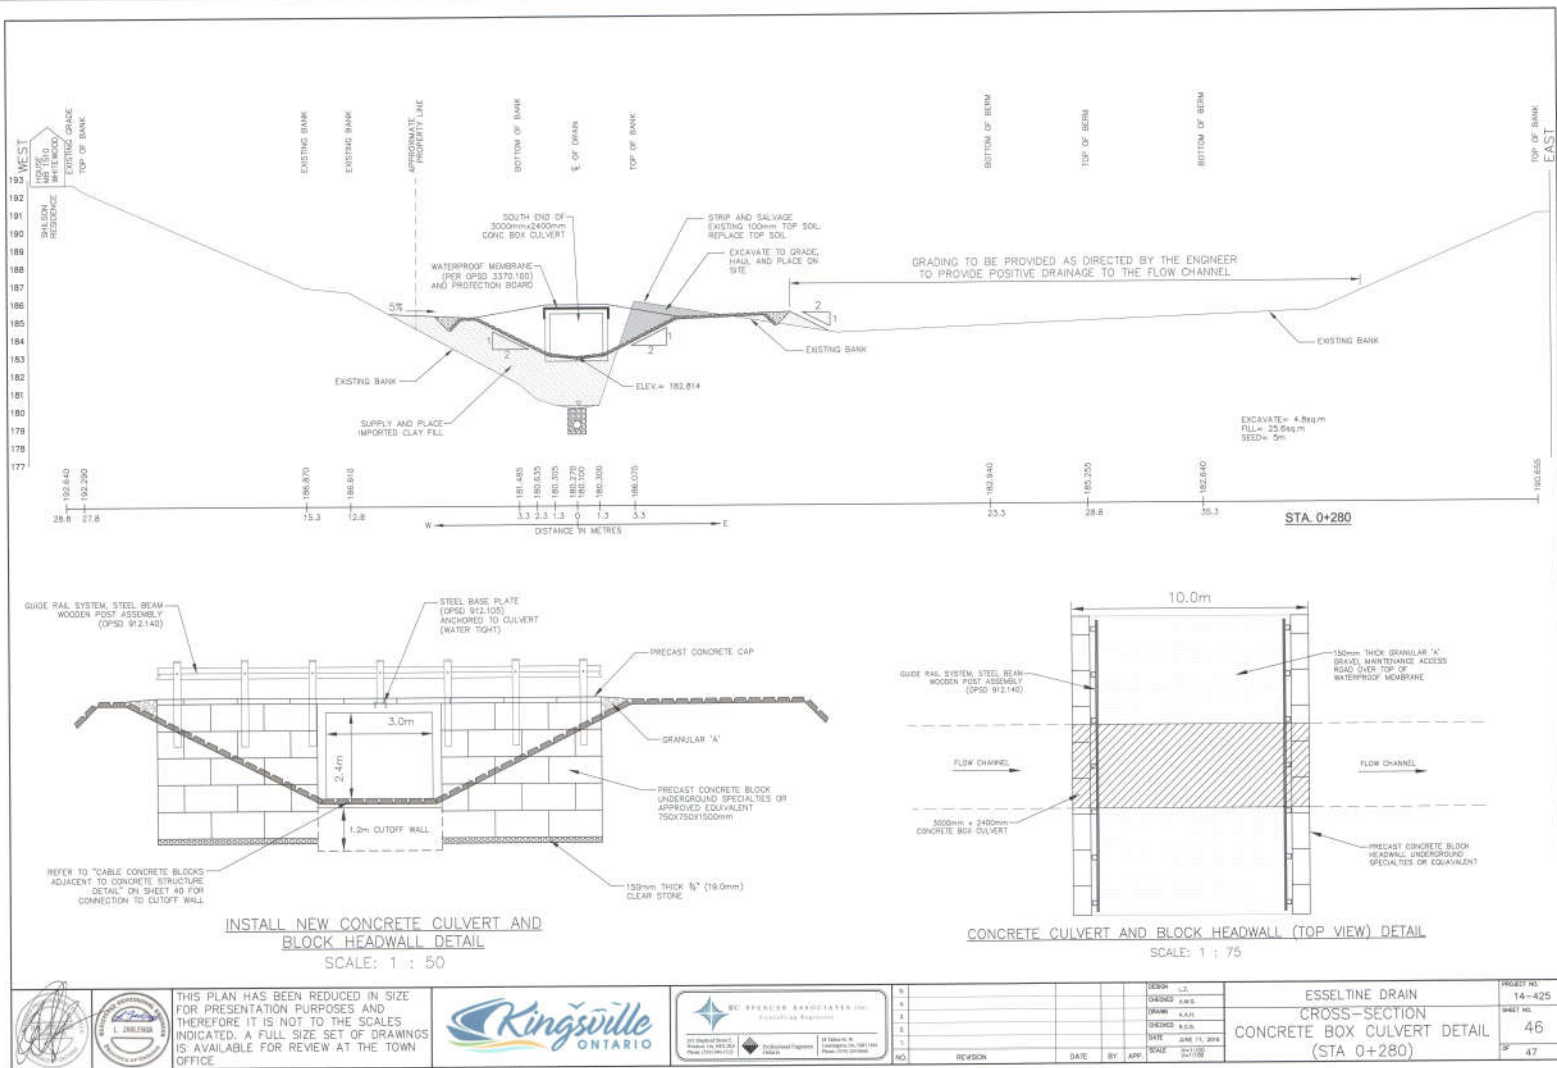 WEST
HOUSE
MB 1510
WHITEWOOD
EXISTING GRADE
TOP OF BANK
EXISTING BANK
EXISTING BANK
APPROXIMATE
PROPERTY LINE
BOTTOM OF BANK
℄ OF DRAIN
TOP OF BANK
BOTTOM OF BERM
TOP OF BERM
BOTTOM OF BERM
TOP OF BANK
EAST
193
192
191
190
189
188
187
186
185
184
183
182
181
180
179
178
177
SHILSON
RESIDENCE
SOUTH END OF
3000mmx2400mm
CONC BOX CULVERT
STRIP AND SALVAGE
EXISTING 100mm TOP SOIL
REPLACE TOP SOIL
WATERPROOF MEMBRANE
(PER OPSD 3370.100)
AND PROTECTION BOARD
EXCAVATE TO GRADE,
HAUL AND PLACE ON
SITE
GRADING TO BE PROVIDED AS DIRECTED BY THE ENGINEER
TO PROVIDE POSITIVE DRAINAGE TO THE FLOW CHANNEL
5%
2
1
1
2
1
2
EXISTING BANK
EXISTING BANK
EXISTING BANK
ELEV.= 182.814
SUPPLY AND PLACE
IMPORTED CLAY FILL
EXCAVATE= 4.8sq.m
FILL= 25.6sq.m
SEED= 5m
192.640
192.290
186.870
186.610
181.485
180.635
180.305
180.270
180.100
180.300
186.075
182.940
185.255
182.640
190.655
28.8 27.8 15.3 12.8 3.3 2.3 1.3 0 1.3 3.3 23.3 28.8 35.3
W E
DISTANCE IN METRES
STA. 0+280
GUIDE RAIL SYSTEM, STEEL BEAM
WOODEN POST ASSEMBLY
(OPSD 912.140)
STEEL BASE PLATE
(OPSD 912.105)
ANCHORED TO CULVERT
(WATER TIGHT)
PRECAST CONCRETE CAP
3.0m
2.4m
GRANULAR 'A'
PRECAST CONCRETE BLOCK
UNDERGROUND SPECIALTIES OR
APPROVED EQUIVALENT
750X750X1500mm
1.2m CUTOFF WALL
REFER TO "CABLE CONCRETE BLOCKS
ADJACENT TO CONCRETE STRUCTURE
DETAIL" ON SHEET 40 FOR
CONNECTION TO CUTOFF WALL
150mm THICK ¾" (19.0mm)
CLEAR STONE
INSTALL NEW CONCRETE CULVERT AND
BLOCK HEADWALL DETAIL
SCALE: 1 : 50
10.0m
GUIDE RAIL SYSTEM, STEEL BEAM
WOODEN POST ASSEMBLY
(OPSD 912.140)
150mm THICK GRANULAR 'A'
GRAVEL MAINTENANCE ACCESS
ROAD OVER TOP OF
WATERPROOF MEMBRANE
FLOW CHANNEL
FLOW CHANNEL
3000mm x 2400mm
CONCRETE BOX CULVERT
PRECAST CONCRETE BLOCK
HEADWALL UNDERGROUND
SPECIALTIES OR EQUAVALENT
CONCRETE CULVERT AND BLOCK HEADWALL (TOP VIEW) DETAIL
SCALE: 1 : 75
THIS PLAN HAS BEEN REDUCED IN SIZE
FOR PRESENTATION PURPOSES AND
THEREFORE IT IS NOT TO THE SCALES
INDICATED. A FULL SIZE SET OF DRAWINGS
IS AVAILABLE FOR REVIEW AT THE TOWN
OFFICE
Kingsville
ONTARIO
RC SPENCER ASSOCIATES Inc.
Consulting Engineers
Professional Engineers
Ontario
NO. REVISION DATE BY APP.
DESIGN L.Z.
CHECKED A.M.G.
DRAWN A.A.H.
CHECKED R.C.S.
DATE JUNE 11, 2018
SCALE
ESSELTINE DRAIN
CROSS-SECTION
CONCRETE BOX CULVERT DETAIL
(STA 0+280)
PROJECT NO.
14-425
SHEET NO.
46
OF 47